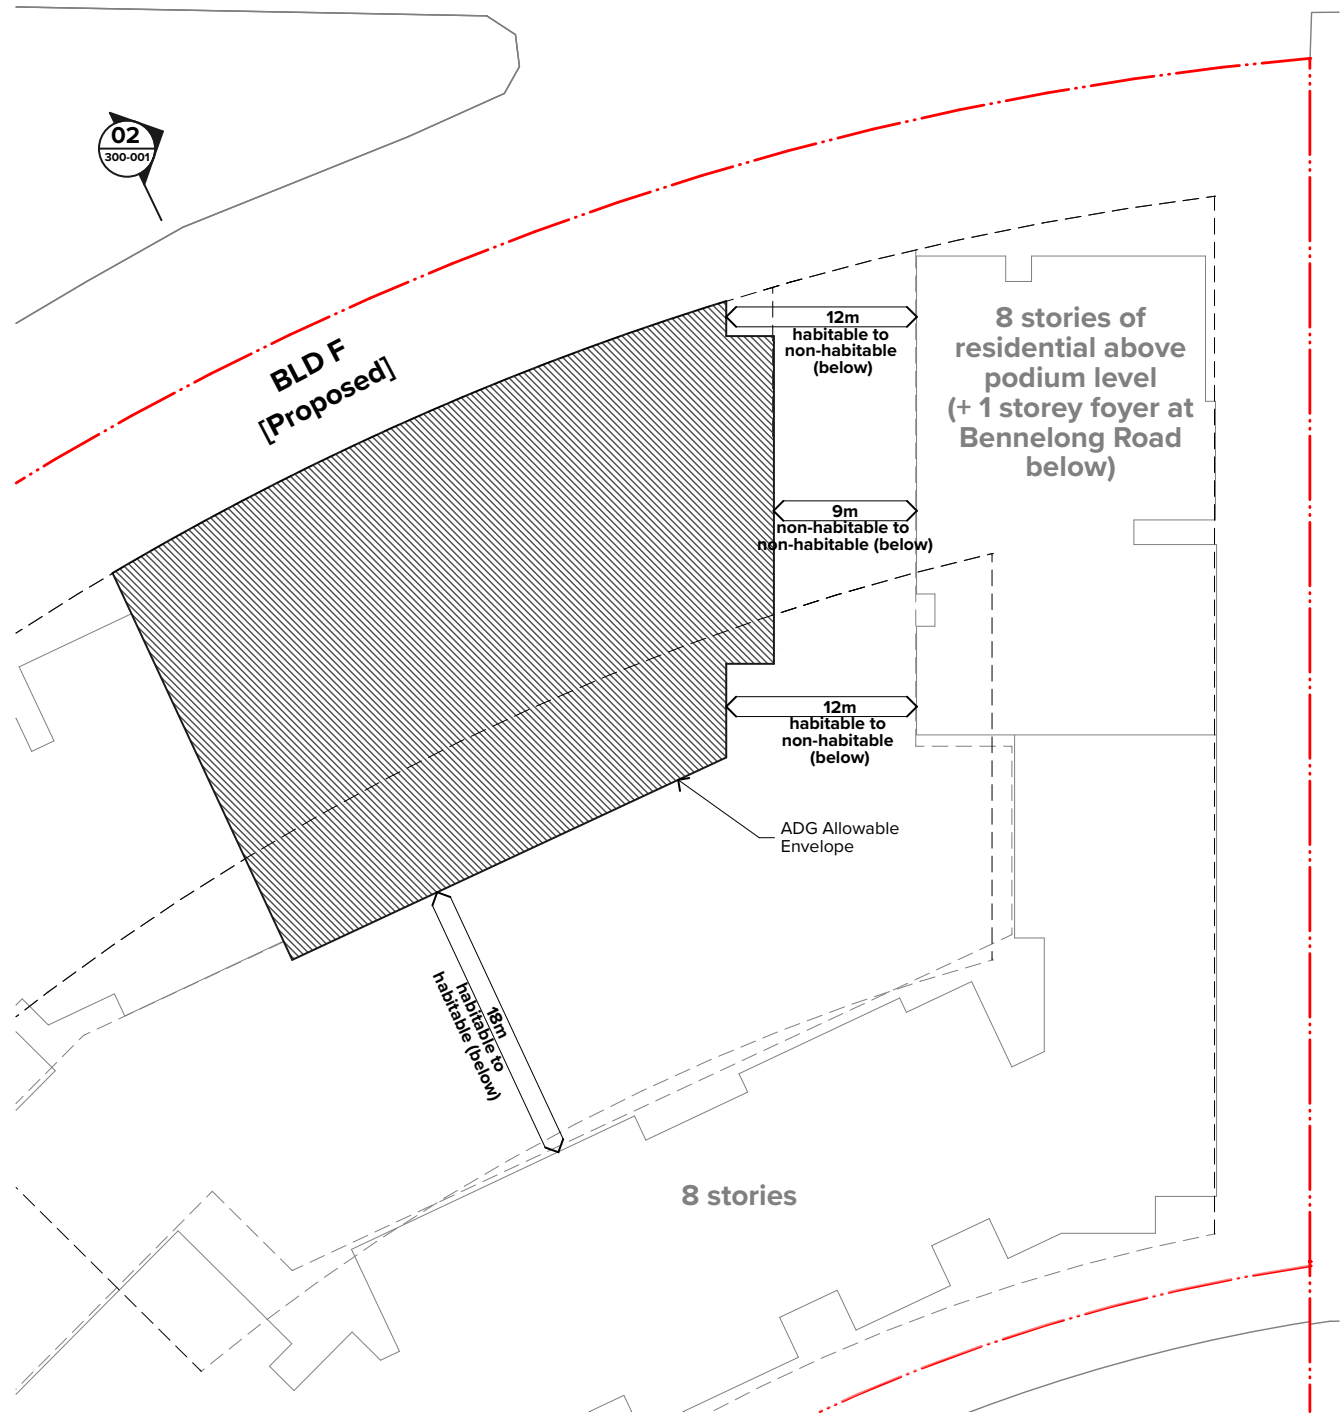 02
300-001
BLD F
[Proposed]
12m
habitable to
non-habitable
(below)
8 stories of
residential above
podium level
(+ 1 storey foyer at
Bennelong Road
below)
9m
non-habitable to
non-habitable (below)
12m
habitable to
non-habitable
(below)
ADG Allowable
Envelope
18m
habitable to
habitable (below)
8 stories